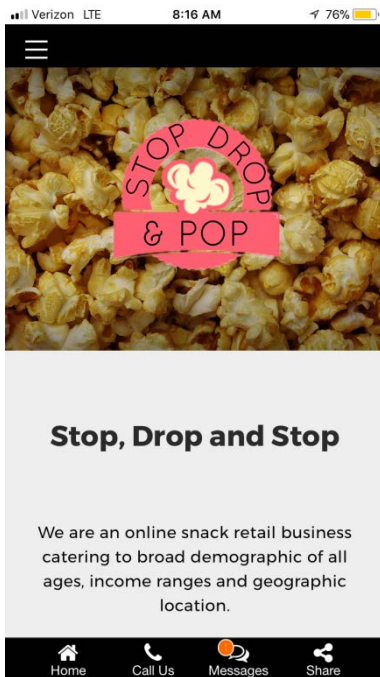 Verizon LTE 8:16 AM 76%
STOP DROP
& POP
Stop, Drop and Stop
We are an online snack retail business
catering to broad demographic of all
ages, income ranges and geographic
location.
Home Call Us Messages Share